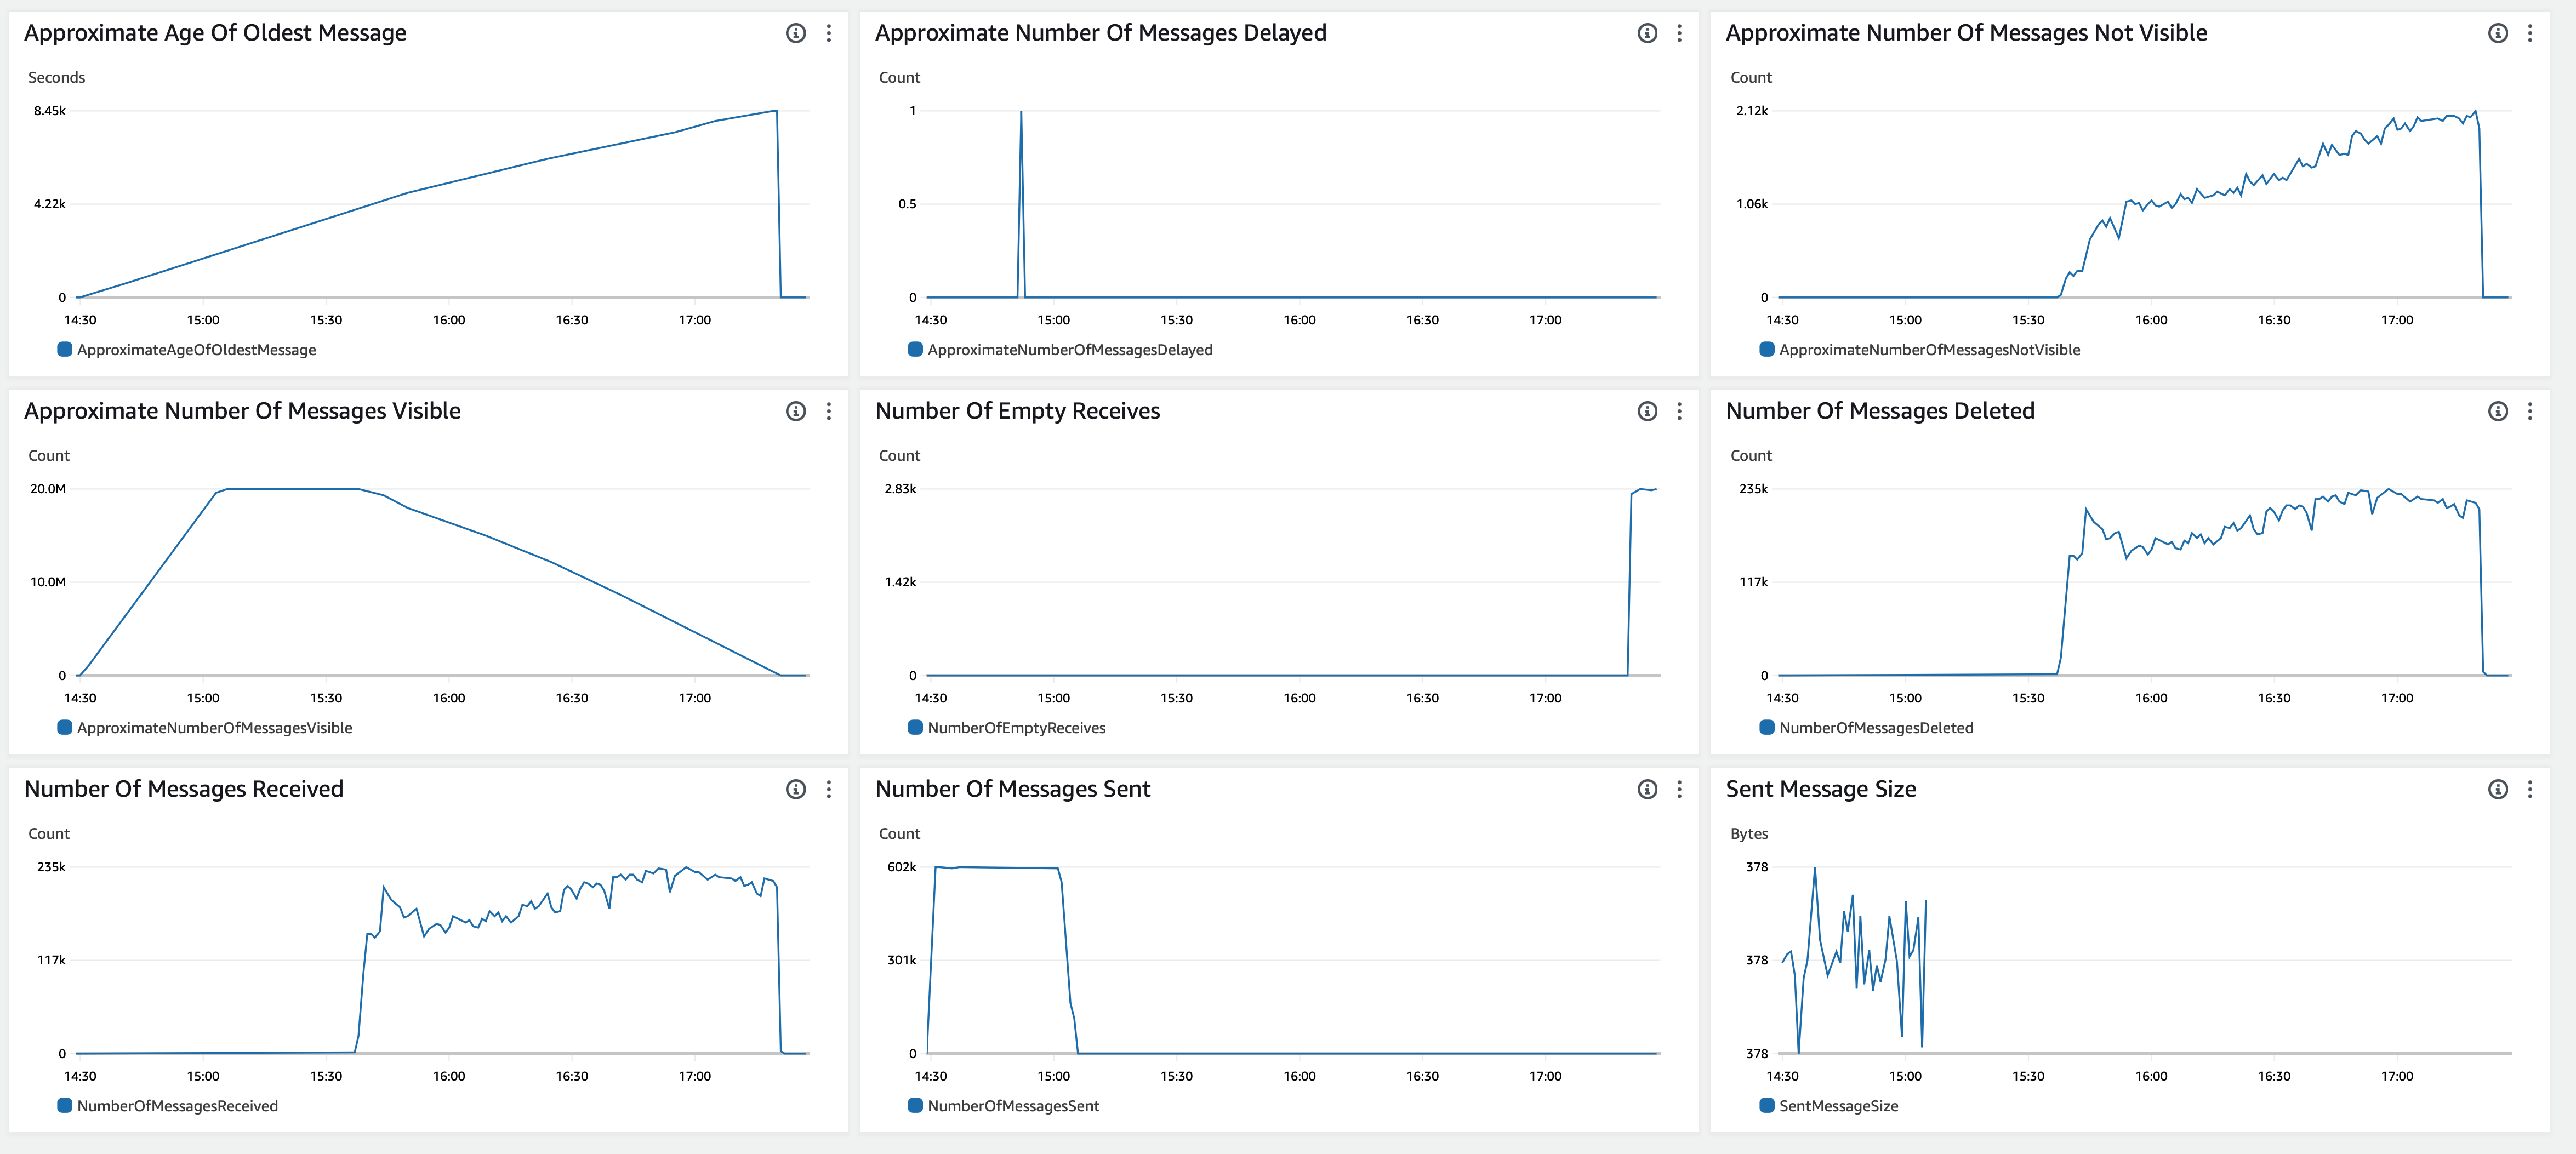 Approximate Age Of Oldest Message
Seconds
8.45k
4.22k
0
14:30 15:00 15:30 16:00 16:30 17:00
ApproximateAgeOfOldestMessage
Approximate Number Of Messages Delayed
Count
1
0.5
0
14:30 15:00 15:30 16:00 16:30 17:00
ApproximateNumberOfMessagesDelayed
Approximate Number Of Messages Not Visible
Count
2.12k
1.06k
0
14:30 15:00 15:30 16:00 16:30 17:00
ApproximateNumberOfMessagesNotVisible
Approximate Number Of Messages Visible
Count
20.0M
10.0M
0
14:30 15:00 15:30 16:00 16:30 17:00
ApproximateNumberOfMessagesVisible
Number Of Empty Receives
Count
2.83k
1.42k
0
14:30 15:00 15:30 16:00 16:30 17:00
NumberOfEmptyReceives
Number Of Messages Deleted
Count
235k
117k
0
14:30 15:00 15:30 16:00 16:30 17:00
NumberOfMessagesDeleted
Number Of Messages Received
Count
235k
117k
0
14:30 15:00 15:30 16:00 16:30 17:00
NumberOfMessagesReceived
Number Of Messages Sent
Count
602k
301k
0
14:30 15:00 15:30 16:00 16:30 17:00
NumberOfMessagesSent
Sent Message Size
Bytes
378
378
378
14:30 15:00 15:30 16:00 16:30 17:00
SentMessageSize